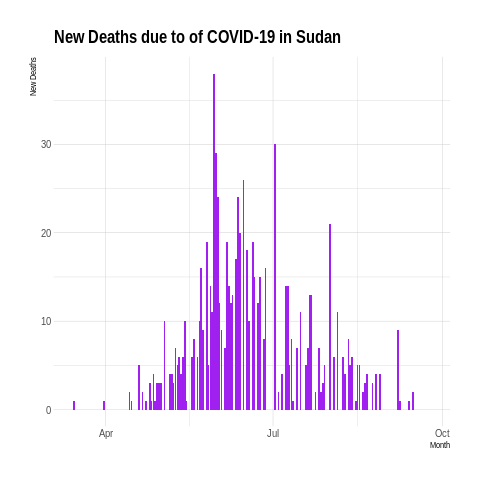 New Deaths due to of COVID-19 in Sudan
New Deaths
30
20
10
0
Apr
Jul
Oct
Month